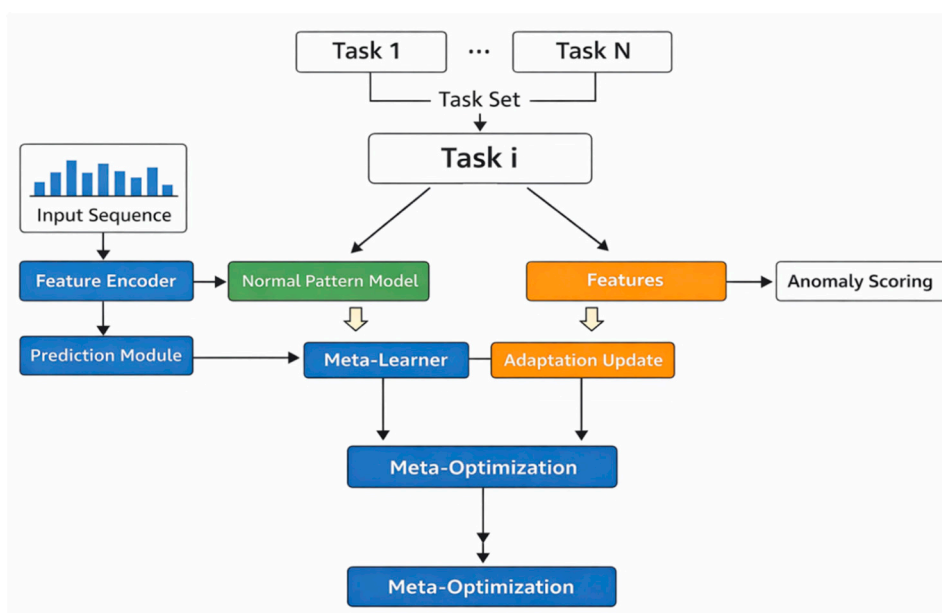 Task 1
...
Task N
Task Set
Task i
Input Sequence
Feature Encoder
Normal Pattern Model
Features
Anomaly Scoring
Prediction Module
Meta-Learner
Adaptation Update
Meta-Optimization
Meta-Optimization